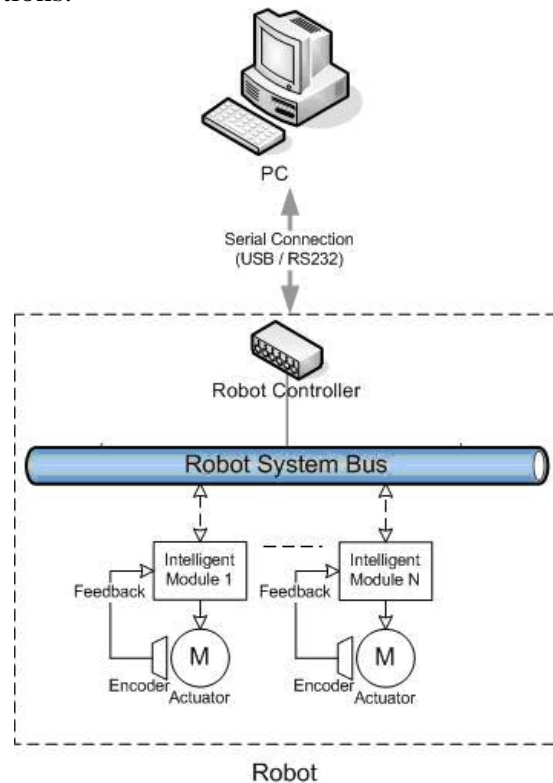 tions.
PC
Serial Connection
(USB / RS232)
Robot Controller
Robot System Bus
Intelligent
Module 1
Intelligent
Module N
Feedback
Feedback
M
M
Encoder
Actuator
Encoder
Actuator
Robot